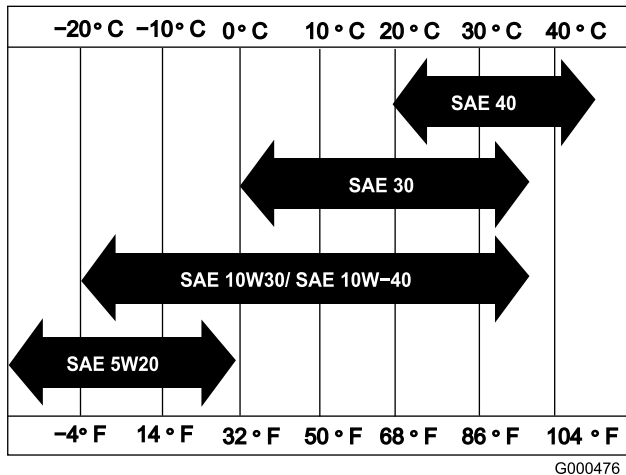 −20° C −10° C 0° C 10° C 20° C 30° C 40° C
SAE 40
SAE 30
SAE 10W30/ SAE 10W−40
SAE 5W20
−4° F 14° F 32° F 50° F 68° F 86° F 104° F
G000476